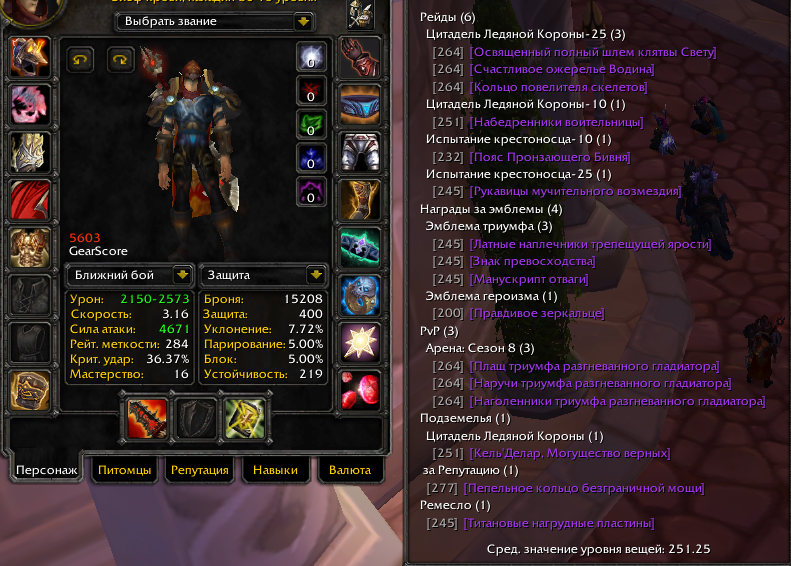 Выбрать звание
0
0
0
0
0
5603
GearScore
Ближний бой
Защита
Урон: 2150-2573
Скорость: 3.16
Сила атаки: 4671
Рейт. меткости: 284
Крит. удар: 36.37%
Мастерство: 16
Броня: 15208
Защита: 400
Уклонение: 7.72%
Парирование: 5.00%
Блок: 5.00%
Устойчивость: 219
Персонаж
Питомцы
Репутация
Навыки
Валюта
Рейды (6)
Цитадель Ледяной Короны-25 (3)
[264] [Освященный полный шлем клятвы Свету]
[264] [Счастливое ожерелье Водина]
[264] [Кольцо повелителя скелетов]
Цитадель Ледяной Короны-10 (1)
[251] [Набедренники воительницы]
Испытание крестоносца-10 (1)
[232] [Пояс Пронзающего Бивня]
Испытание крестоносца-25 (1)
[245] [Рукавицы мучительного возмездия]
Награды за эмблемы (4)
Эмблема триумфа (3)
[245] [Латные наплечники трепещущей ярости]
[245] [Знак превосходства]
[245] [Манускрипт отваги]
Эмблема героизма (1)
[200] [Правдивое зеркальце]
PvP (3)
Арена: Сезон 8 (3)
[264] [Плащ триумфа разгневанного гладиатора]
[264] [Наручи триумфа разгневанного гладиатора]
[264] [Наголенники триумфа разгневанного гладиатора]
Подземелья (1)
Цитадель Ледяной Короны (1)
[251] [Кель'Делар, Могущество верных]
за Репутацию (1)
[277] [Пепельное кольцо безграничной мощи]
Ремесло (1)
[245] [Титановые нагрудные пластины]
Сред. значение уровня вещей: 251.25